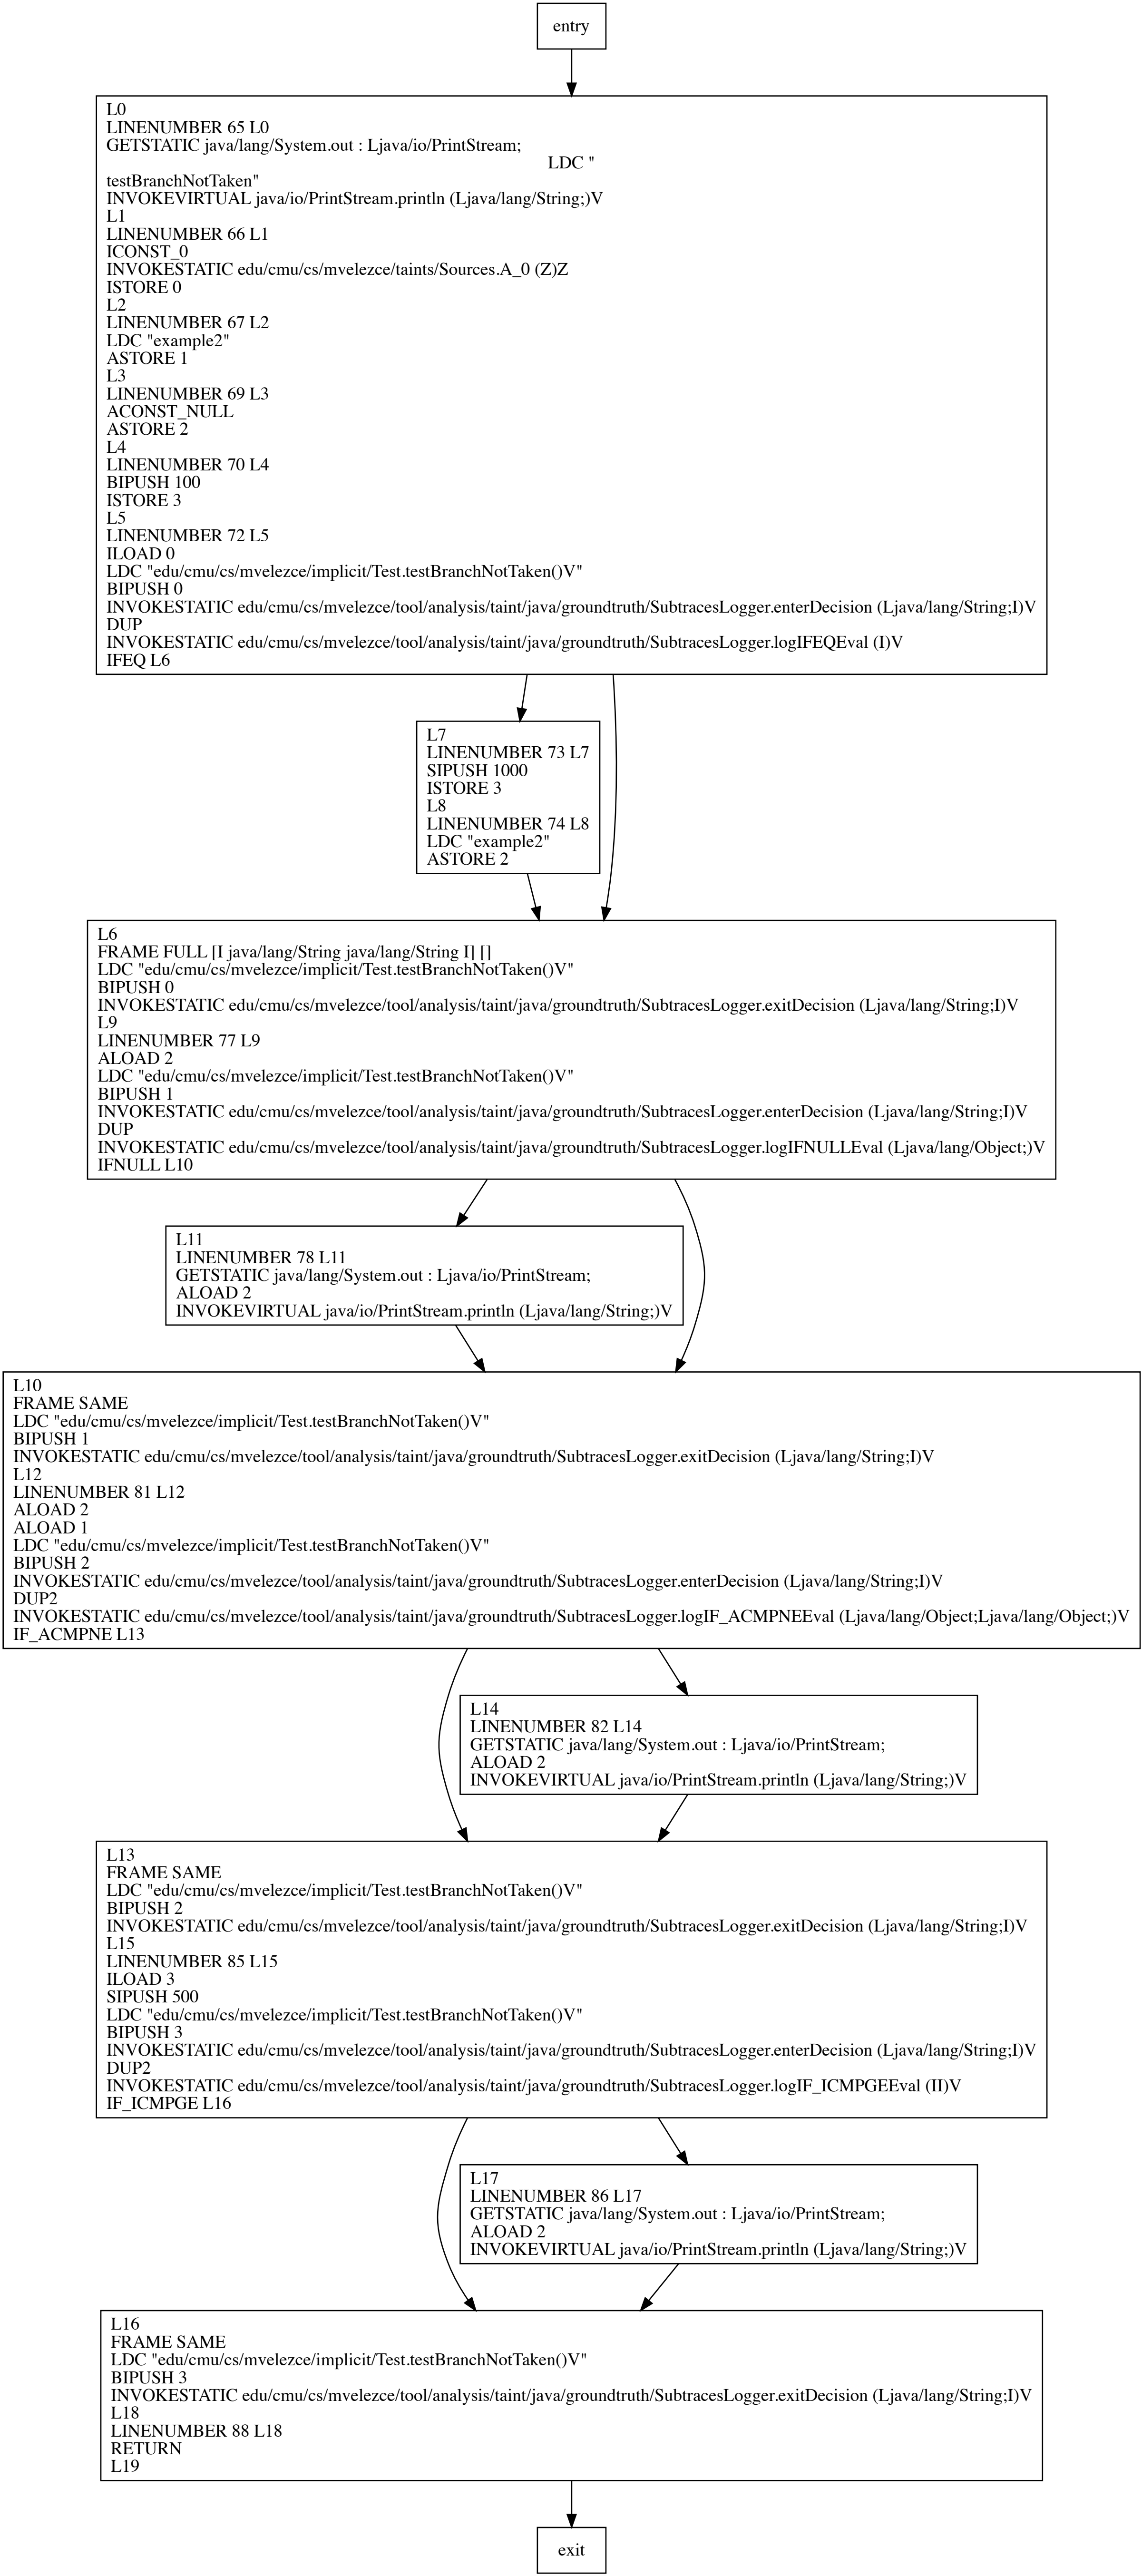 entry
L0
LINENUMBER 65 L0
GETSTATIC java/lang/System.out : Ljava/io/PrintStream;
LDC "
testBranchNotTaken"
INVOKEVIRTUAL java/io/PrintStream.println (Ljava/lang/String;)V
L1
LINENUMBER 66 L1
ICONST_0
INVOKESTATIC edu/cmu/cs/mvelezce/taints/Sources.A_0 (Z)Z
ISTORE 0
L2
LINENUMBER 67 L2
LDC "example2"
ASTORE 1
L3
LINENUMBER 69 L3
ACONST_NULL
ASTORE 2
L4
LINENUMBER 70 L4
BIPUSH 100
ISTORE 3
L5
LINENUMBER 72 L5
ILOAD 0
LDC "edu/cmu/cs/mvelezce/implicit/Test.testBranchNotTaken()V"
BIPUSH 0
INVOKESTATIC edu/cmu/cs/mvelezce/tool/analysis/taint/java/groundtruth/SubtracesLogger.enterDecision (Ljava/lang/String;I)V
DUP
INVOKESTATIC edu/cmu/cs/mvelezce/tool/analysis/taint/java/groundtruth/SubtracesLogger.logIFEQEval (I)V
IFEQ L6
L7
LINENUMBER 73 L7
SIPUSH 1000
ISTORE 3
L8
LINENUMBER 74 L8
LDC "example2"
ASTORE 2
L6
FRAME FULL [I java/lang/String java/lang/String I] []
LDC "edu/cmu/cs/mvelezce/implicit/Test.testBranchNotTaken()V"
BIPUSH 0
INVOKESTATIC edu/cmu/cs/mvelezce/tool/analysis/taint/java/groundtruth/SubtracesLogger.exitDecision (Ljava/lang/String;I)V
L9
LINENUMBER 77 L9
ALOAD 2
LDC "edu/cmu/cs/mvelezce/implicit/Test.testBranchNotTaken()V"
BIPUSH 1
INVOKESTATIC edu/cmu/cs/mvelezce/tool/analysis/taint/java/groundtruth/SubtracesLogger.enterDecision (Ljava/lang/String;I)V
DUP
INVOKESTATIC edu/cmu/cs/mvelezce/tool/analysis/taint/java/groundtruth/SubtracesLogger.logIFNULLEval (Ljava/lang/Object;)V
IFNULL L10
L11
LINENUMBER 78 L11
GETSTATIC java/lang/System.out : Ljava/io/PrintStream;
ALOAD 2
INVOKEVIRTUAL java/io/PrintStream.println (Ljava/lang/String;)V
L10
FRAME SAME
LDC "edu/cmu/cs/mvelezce/implicit/Test.testBranchNotTaken()V"
BIPUSH 1
INVOKESTATIC edu/cmu/cs/mvelezce/tool/analysis/taint/java/groundtruth/SubtracesLogger.exitDecision (Ljava/lang/String;I)V
L12
LINENUMBER 81 L12
ALOAD 2
ALOAD 1
LDC "edu/cmu/cs/mvelezce/implicit/Test.testBranchNotTaken()V"
BIPUSH 2
INVOKESTATIC edu/cmu/cs/mvelezce/tool/analysis/taint/java/groundtruth/SubtracesLogger.enterDecision (Ljava/lang/String;I)V
DUP2
INVOKESTATIC edu/cmu/cs/mvelezce/tool/analysis/taint/java/groundtruth/SubtracesLogger.logIF_ACMPNEEval (Ljava/lang/Object;Ljava/lang/Object;)V
IF_ACMPNE L13
L14
LINENUMBER 82 L14
GETSTATIC java/lang/System.out : Ljava/io/PrintStream;
ALOAD 2
INVOKEVIRTUAL java/io/PrintStream.println (Ljava/lang/String;)V
L13
FRAME SAME
LDC "edu/cmu/cs/mvelezce/implicit/Test.testBranchNotTaken()V"
BIPUSH 2
INVOKESTATIC edu/cmu/cs/mvelezce/tool/analysis/taint/java/groundtruth/SubtracesLogger.exitDecision (Ljava/lang/String;I)V
L15
LINENUMBER 85 L15
ILOAD 3
SIPUSH 500
LDC "edu/cmu/cs/mvelezce/implicit/Test.testBranchNotTaken()V"
BIPUSH 3
INVOKESTATIC edu/cmu/cs/mvelezce/tool/analysis/taint/java/groundtruth/SubtracesLogger.enterDecision (Ljava/lang/String;I)V
DUP2
INVOKESTATIC edu/cmu/cs/mvelezce/tool/analysis/taint/java/groundtruth/SubtracesLogger.logIF_ICMPGEEval (II)V
IF_ICMPGE L16
L17
LINENUMBER 86 L17
GETSTATIC java/lang/System.out : Ljava/io/PrintStream;
ALOAD 2
INVOKEVIRTUAL java/io/PrintStream.println (Ljava/lang/String;)V
L16
FRAME SAME
LDC "edu/cmu/cs/mvelezce/implicit/Test.testBranchNotTaken()V"
BIPUSH 3
INVOKESTATIC edu/cmu/cs/mvelezce/tool/analysis/taint/java/groundtruth/SubtracesLogger.exitDecision (Ljava/lang/String;I)V
L18
LINENUMBER 88 L18
RETURN
L19
exit